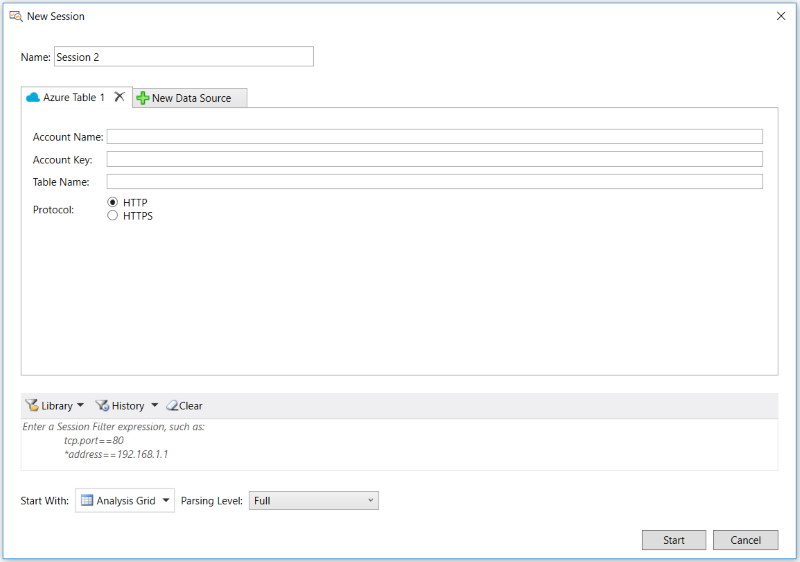 New Session
Name: Session 2
Azure Table 1 New Data Source
Account Name:
Account Key:
Table Name:
Protocol: HTTP
HTTPS
Library History Clear
Enter a Session Filter expression, such as:
tcp.port==80
*address==192.168.1.1
Start With: Analysis Grid Parsing Level: Full
Start Cancel